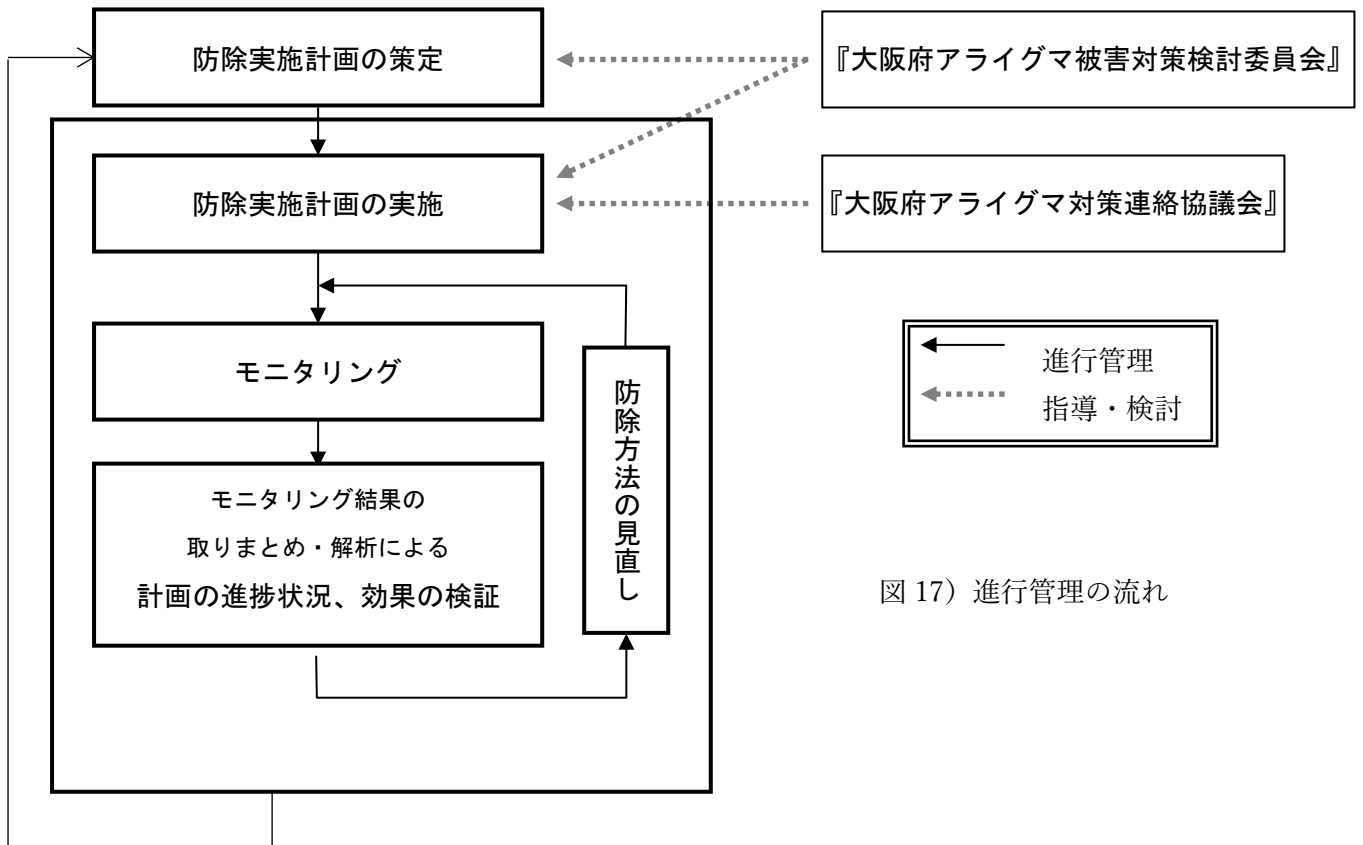 防除実施計画の策定
『大阪府アライグマ被害対策検討委員会』
防除実施計画の実施
『大阪府アライグマ対策連絡協議会』
モニタリング
進行管理
指導・検討
防除方法の見直し
モニタリング結果の
取りまとめ・解析による
計画の進捗状況、効果の検証
図 17）進行管理の流れ